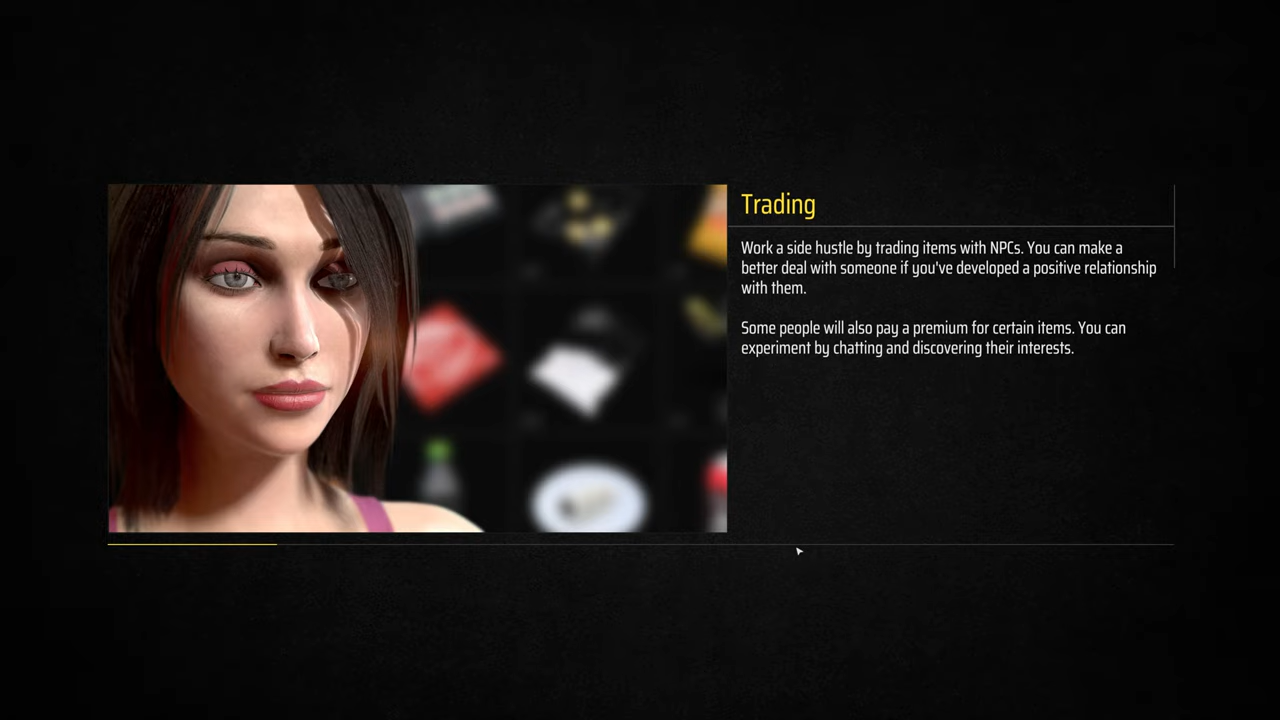 Trading
Work a side hustle by trading items with NPCs. You can make a
better deal with someone if you've developed a positive relationship
with them.
Some people will also pay a premium for certain items. You can
experiment by chatting and discovering their interests.